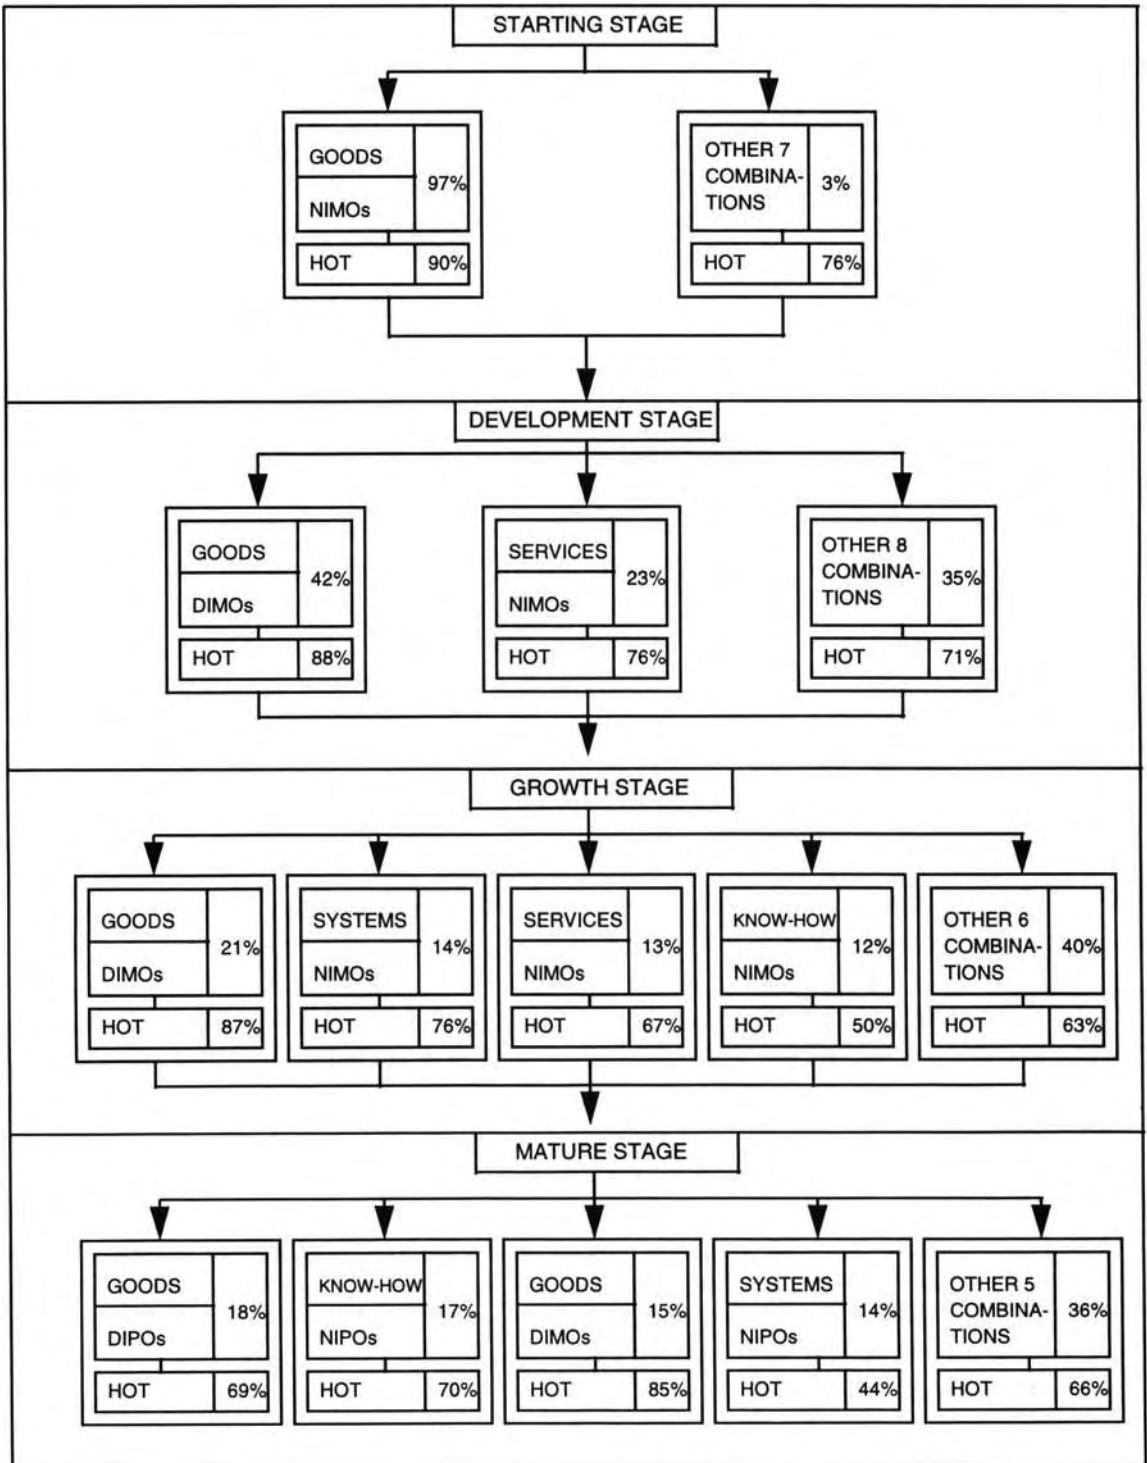 STARTING STAGE
GOODS
NIMOs
97%
HOT
90%
OTHER 7
COMBINA-
TIONS
3%
HOT
76%
DEVELOPMENT STAGE
GOODS
DIMOs
42%
HOT
88%
SERVICES
NIMOs
23%
HOT
76%
OTHER 8
COMBINA-
TIONS
35%
HOT
71%
GROWTH STAGE
GOODS
DIMOs
21%
HOT
87%
SYSTEMS
NIMOs
14%
HOT
76%
SERVICES
NIMOs
13%
HOT
67%
KNOW-HOW
NIMOs
12%
HOT
50%
OTHER 6
COMBINA-
TIONS
40%
HOT
63%
MATURE STAGE
GOODS
DIPOs
18%
HOT
69%
KNOW-HOW
NIPOs
17%
HOT
70%
GOODS
DIMOs
15%
HOT
85%
SYSTEMS
NIPOs
14%
HOT
44%
OTHER 5
COMBINA-
TIONS
36%
HOT
66%